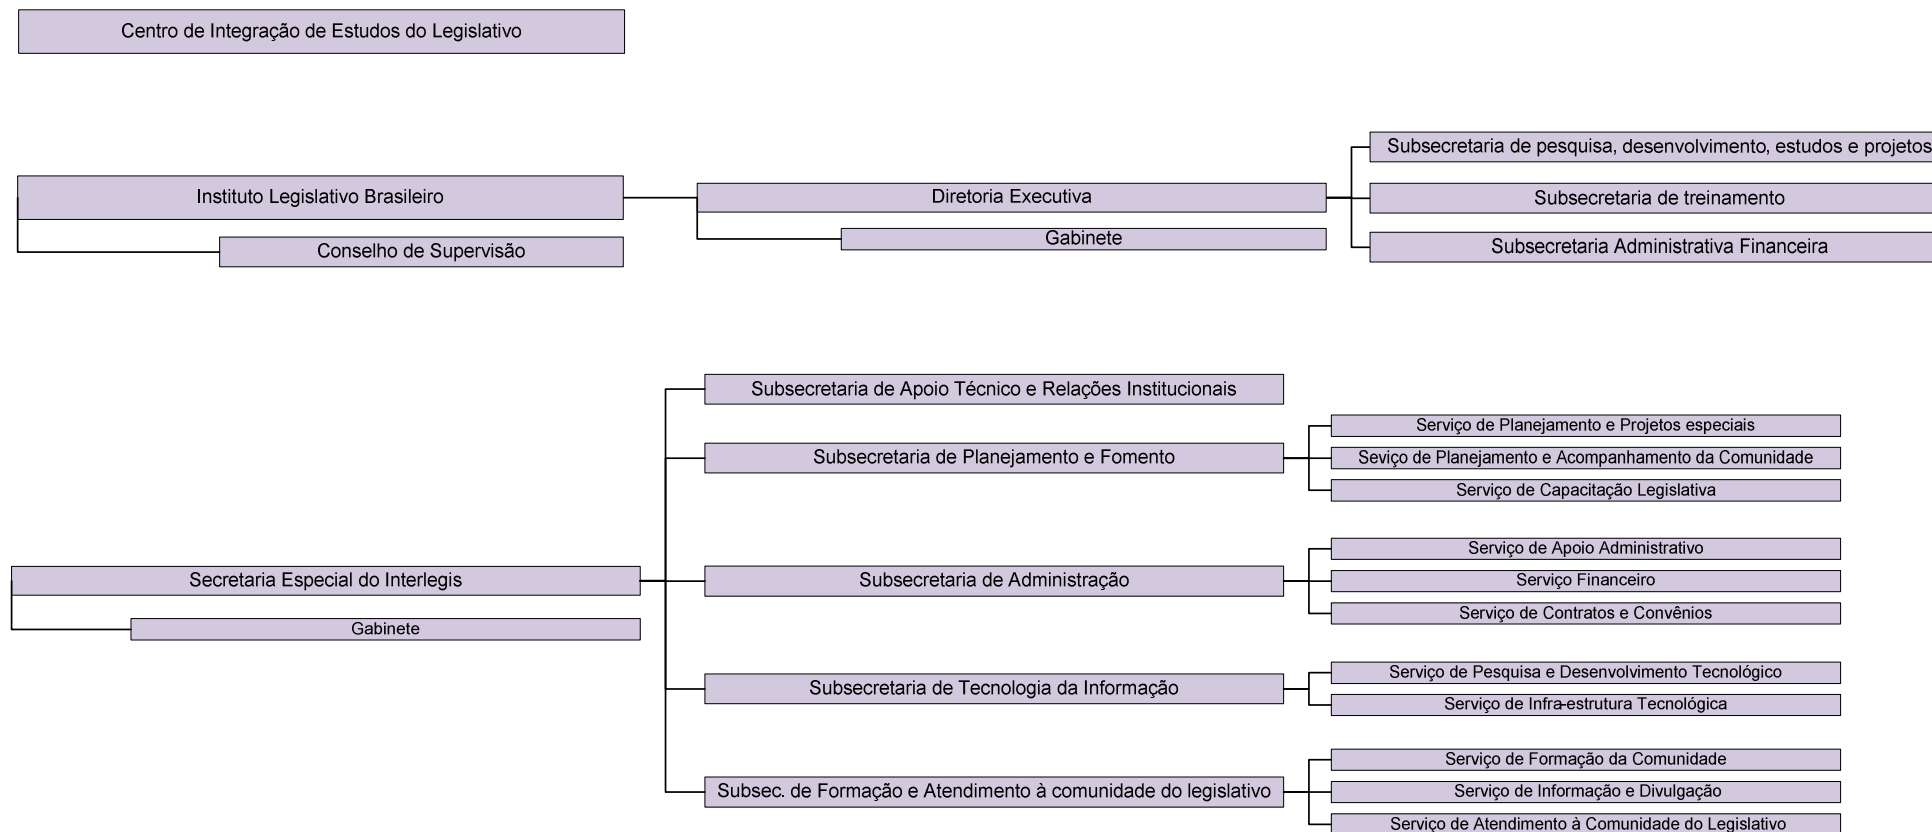 Centro de Integração de Estudos do Legislativo
Subsecretaria de pesquisa, desenvolvimento, estudos e projetos
Instituto Legislativo Brasileiro
Diretoria Executiva
Subsecretaria de treinamento
Conselho de Supervisão
Gabinete
Subsecretaria Administrativa Financeira
Subsecretaria de Apoio Técnico e Relações Institucionais
Serviço de Planejamento e Projetos especiais
Subsecretaria de Planejamento e Fomento
Seviço de Planejamento e Acompanhamento da Comunidade
Serviço de Capacitação Legislativa
Serviço de Apoio Administrativo
Secretaria Especial do Interlegis
Subsecretaria de Administração
Serviço Financeiro
Serviço de Contratos e Convênios
Gabinete
Serviço de Pesquisa e Desenvolvimento Tecnológico
Subsecretaria de Tecnologia da Informação
Serviço de Infra-estrutura Tecnológica
Serviço de Formação da Comunidade
Subsec. de Formação e Atendimento à comunidade do legislativo
Serviço de Informação e Divulgação
Serviço de Atendimento à Comunidade do Legislativo